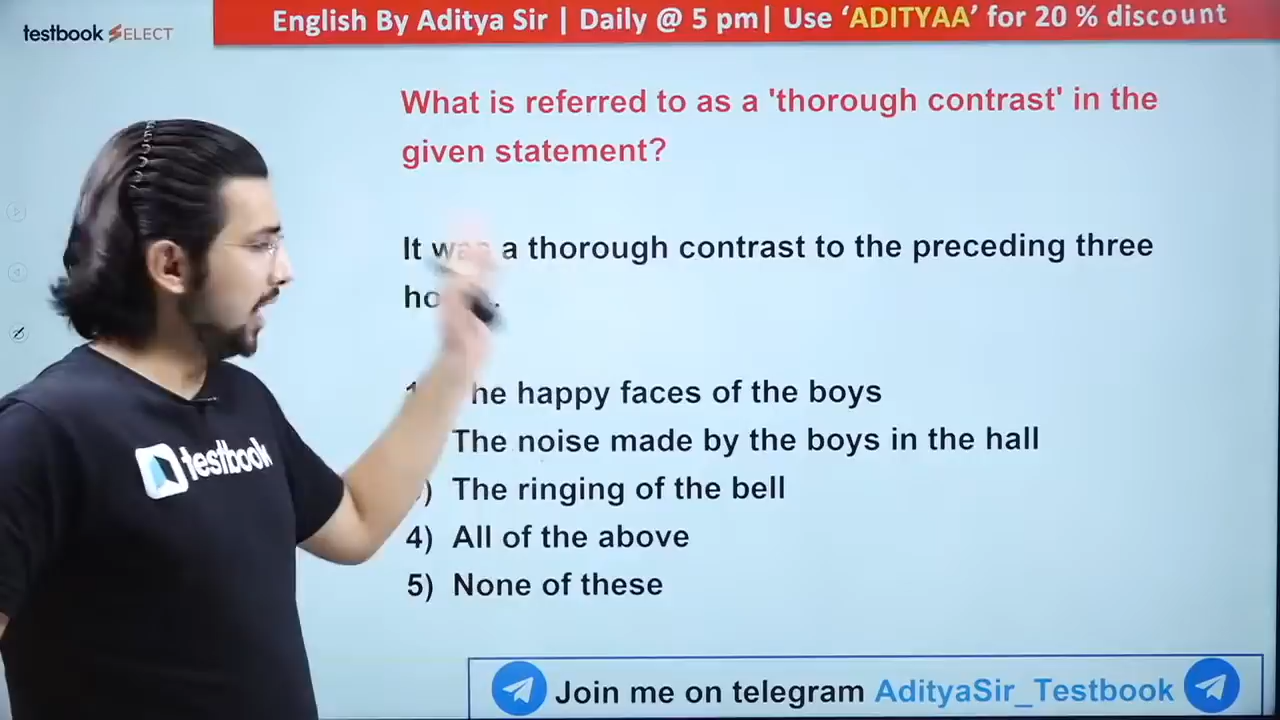 testbook SELECT
English By Aditya Sir | Daily @ 5 pm| Use ‘ADITYAA’ for 20 % discount
What is referred to as a 'thorough contrast' in the
given statement?
It was a thorough contrast to the preceding three
The happy faces of the boys
The noise made by the boys in the hall
The ringing of the bell
4) All of the above
5) None of these
testbook
Join me on telegram AdityaSir_Testbook